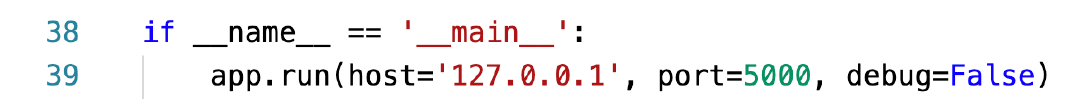 38 if __name__ == '__main__':
39 app.run(host='127.0.0.1', port=5000, debug=False)